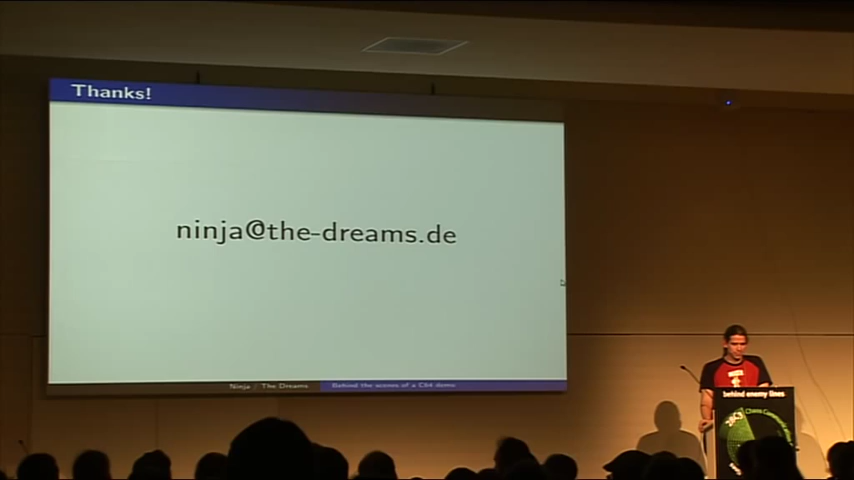 Thanks!
ninja@the-dreams.de
Ninja / The Dreams
Behind the scenes of a C64 demo
behind enemy lines